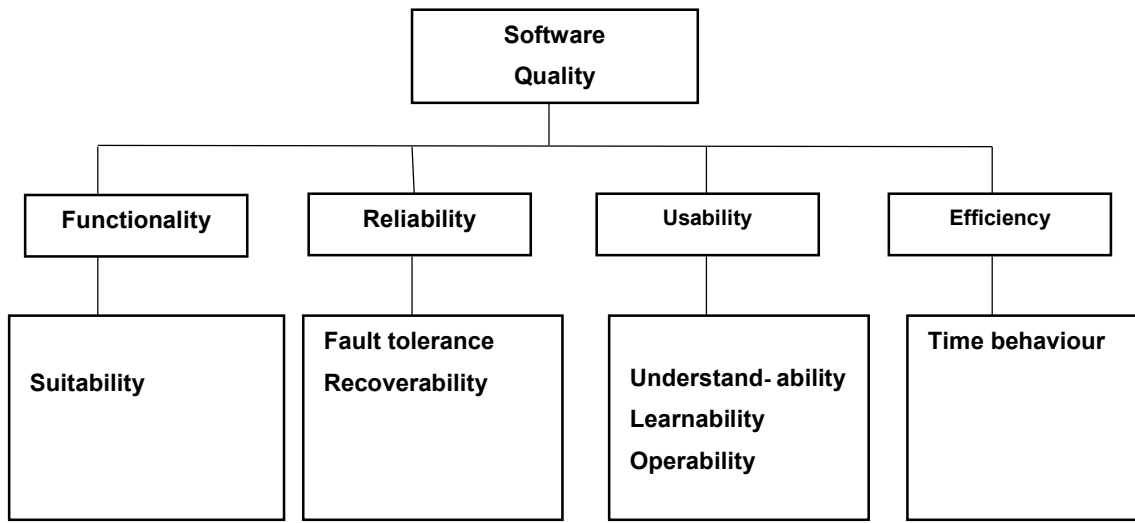 Software
Quality
Functionality
Reliability
Usability
Efficiency
Suitability
Fault tolerance
Recoverability
Understand- ability
Learnability
Operability
Time behaviour